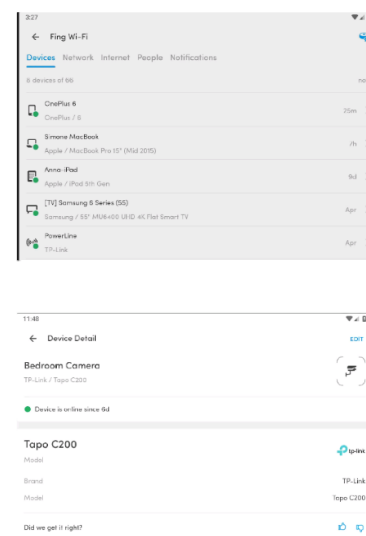 3:27
Fing Wi-Fi
Devices Network Internet People Notifications
6 devices of 66
no
OnePlus 6
25m
OnePlus / 6
Simone MacBook
7h
Apple / MacBook Pro 15" (Mid 2015)
Anna-iPad
9d
Apple / iPad 5th Gen
[TV] Samsung 6 Series (55)
Apr
Samsung / 55" MU6400 UHD 4K Flat Smart TV
PowerLine
Apr
TP-Link
11:48
Device Detail
EDIT
Bedroom Camera
TP-Link / Tapo C200
Device is online since 6d
Tapo C200
tp-link
Model
Brand
TP-Link
Model
Tapo C200
Did we get it right?